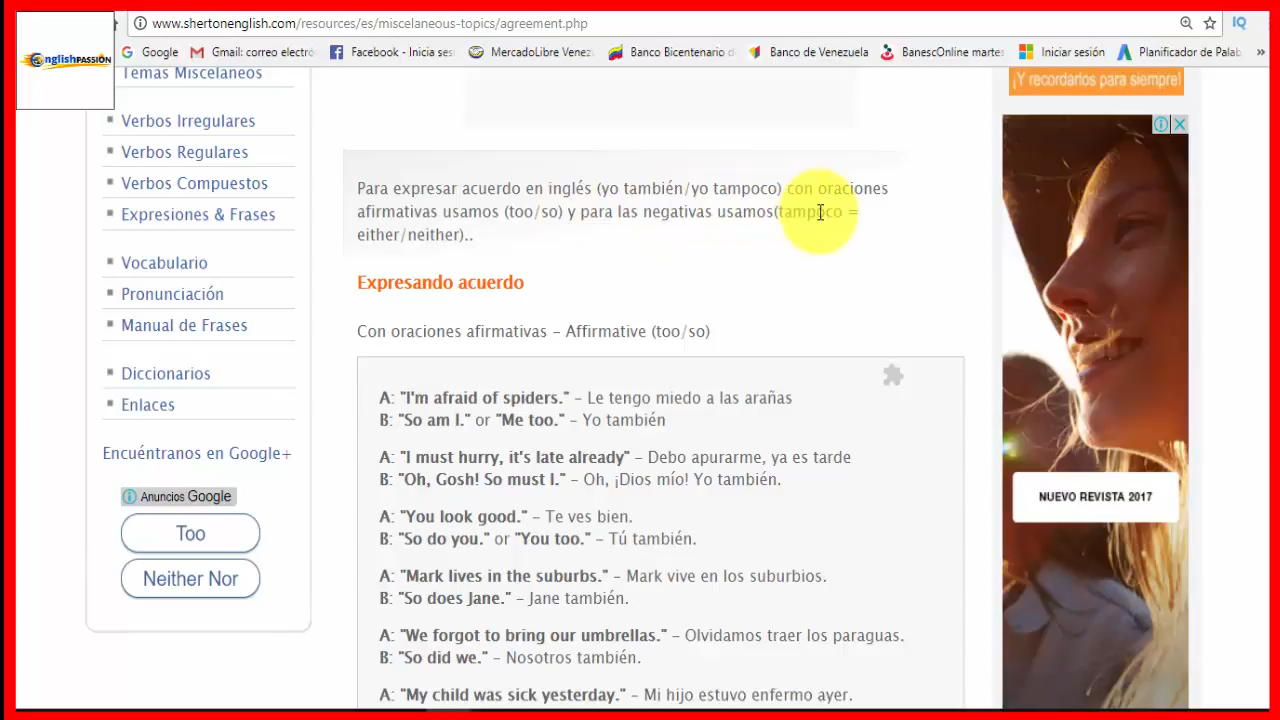 www.shertonenglish.com/resources/es/miscelaneous-topics/agreement.php
IQ
Google
Gmail: correo electró
Facebook - Inicia ses
MercadoLibre Venez
Banco Bicentenario d
Banco de Venezuela
BanescOnline martes
Iniciar sesión
Planificador de Palab
»
nglishPASSIÓN
Temas Miscelaneos
Verbos Irregulares
Verbos Regulares
Verbos Compuestos
Expresiones & Frases
Vocabulario
Pronunciación
Manual de Frases
Diccionarios
Enlaces
Encuéntranos en Google+
Anuncios Google
Too
Neither Nor
Para expresar acuerdo en inglés (yo también/yo tampoco) con oraciones
afirmativas usamos (too/so) y para las negativas usamos(tampoco =
either/neither)..
Expresando acuerdo
Con oraciones afirmativas – Affirmative (too/so)
A: "I'm afraid of spiders." – Le tengo miedo a las arañas
B: "So am I." or "Me too." – Yo también
A: "I must hurry, it's late already" – Debo apurarme, ya es tarde
B: "Oh, Gosh! So must I." – Oh, ¡Dios mío! Yo también.
A: "You look good." – Te ves bien.
B: "So do you." or "You too." – Tú también.
A: "Mark lives in the suburbs." – Mark vive en los suburbios.
B: "So does Jane." – Jane también.
A: "We forgot to bring our umbrellas." – Olvidamos traer los paraguas.
B: "So did we." – Nosotros también.
A: "My child was sick yesterday." – Mi hijo estuvo enfermo ayer.
¡Y recordarlos para siempre!
NUEVO REVISTA 2017